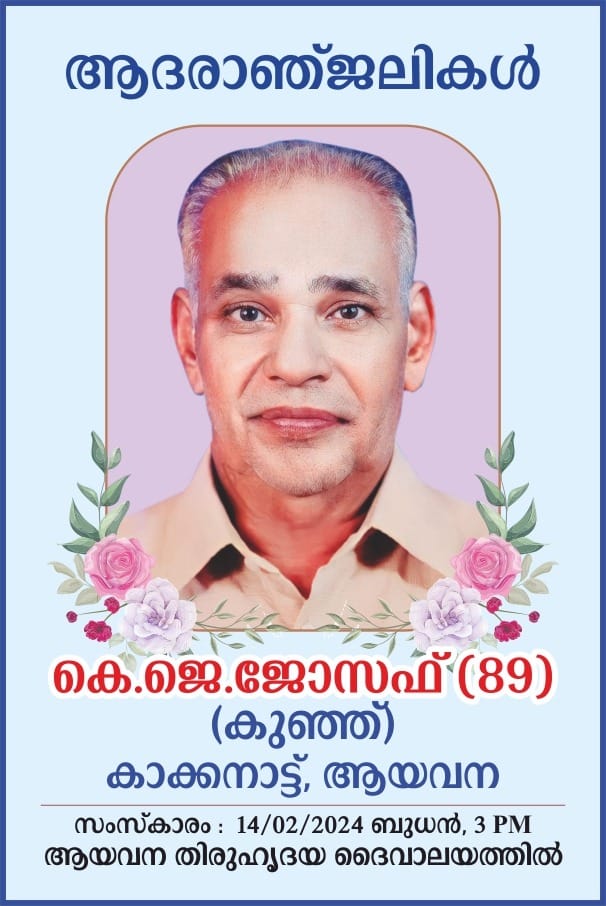 ആദരാഞ്ജലികൾ
കെ.ജെ.ജോസഫ് (89)
(കുഞ്ഞ്)
കാക്കനാട്ട്, ആയവന
സംസ്കാരം : 14/02/2024 ബുധൻ, 3 PM
ആയവന തിരുഹൃദയ ദൈവാലയത്തിൽ